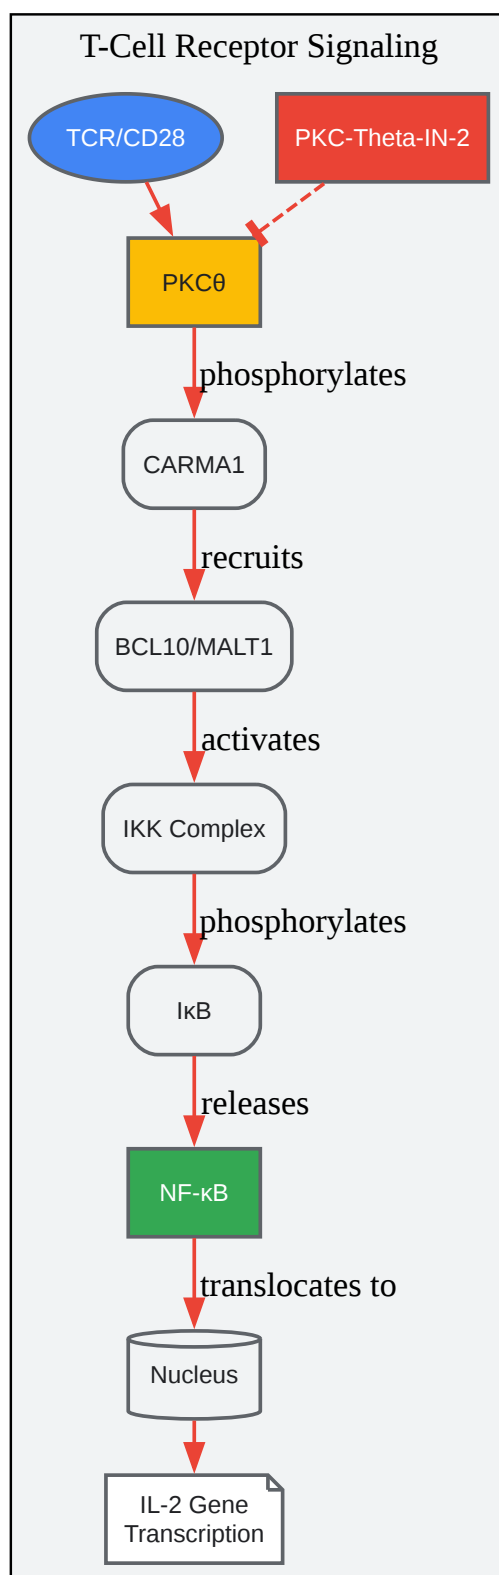 T-Cell Receptor Signaling
TCR/CD28
PKC-Theta-IN-2
PKCθ
phosphorylates
CARMA1
recruits
BCL10/MALT1
activates
IKK Complex
phosphorylates
IκB
releases
NF-κB
translocates to
Nucleus
IL-2 Gene
Transcription